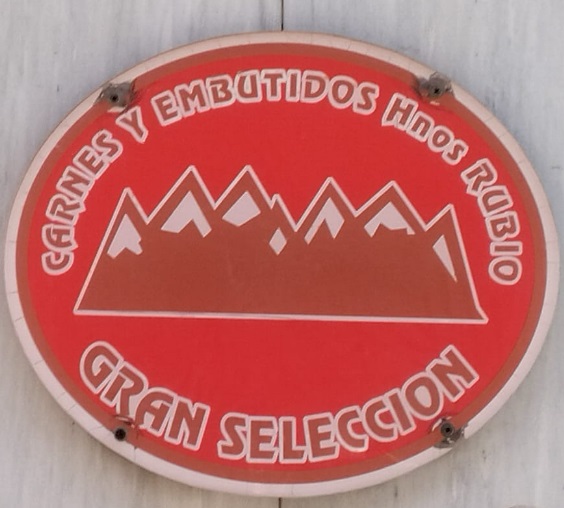 CARNES Y EMBUTIDOS Hnos RUBIO
GRAN SELECCION